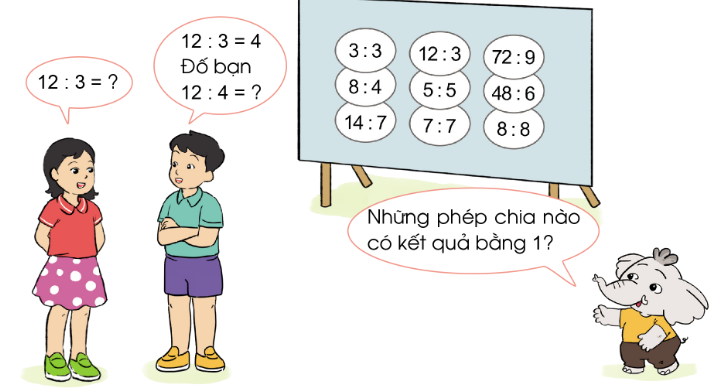 12 : 3 = ?
12 : 3 = 4
Đố bạn
12 : 4 = ?
3 : 3
12 : 3
72 : 9
8 : 4
5 : 5
48 : 6
14 : 7
7 : 7
8 : 8
Những phép chia nào
có kết quả bằng 1?